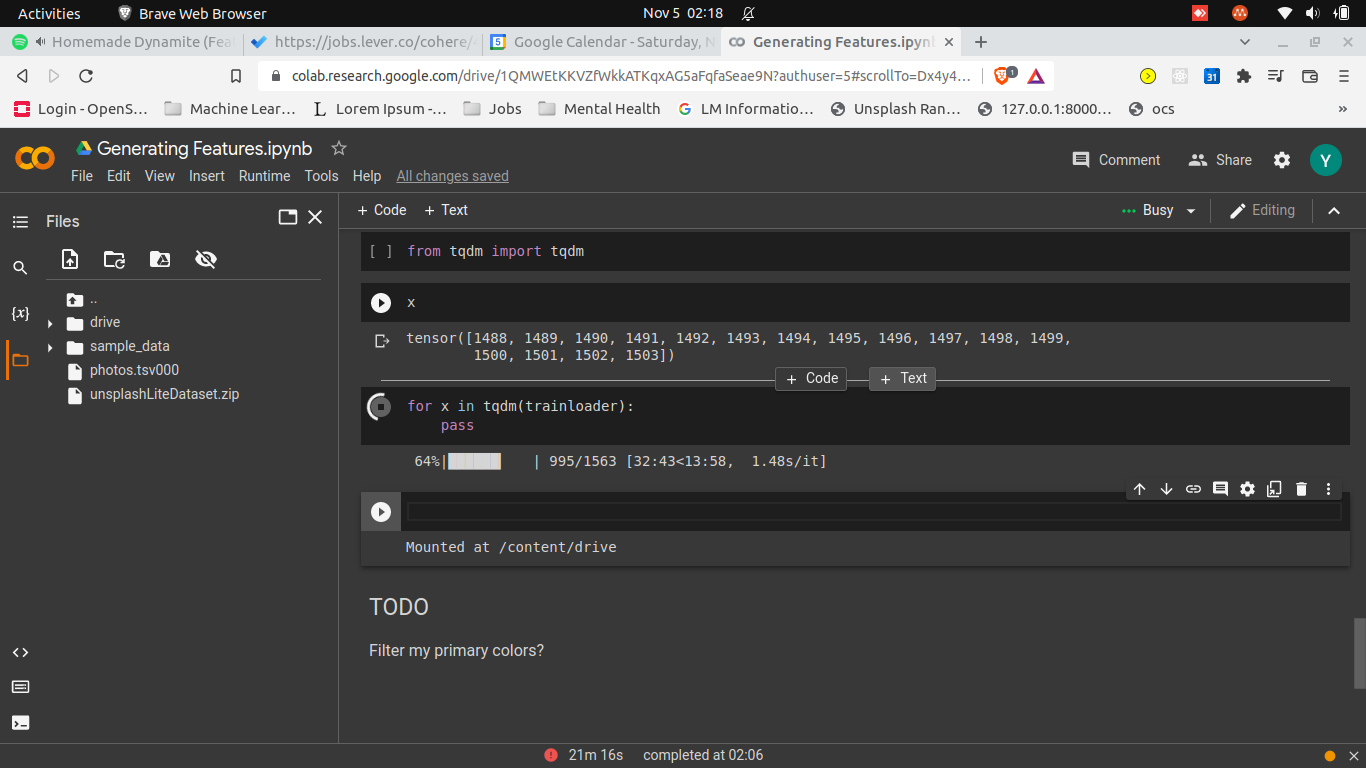 Activities Brave Web Browser Nov 5 02:18
Homemade Dynamite (Fea https://jobs.lever.co/cohere/ 5 Google Calendar - Saturday, N Generating Features.ipynb
colab.research.google.com/drive/1QMWEtKKVZfWkkATKqxAG5aFqfaSeae9N?authuser=5#scrollTo=Dx4y4… 1 31
Login - OpenS… Machine Lear… L Lorem Ipsum -… Jobs Mental Health G LM Informatio… Unsplash Ran… 127.0.0.1:8000… ocs »
Generating Features.ipynb
Comment Share Y
File Edit View Insert Runtime Tools Help All changes saved
Files
+ Code + Text Busy Editing
{x}
..
drive
sample_data
photos.tsv000
unsplashLiteDataset.zip
[ ] from tqdm import tqdm
x
tensor([1488, 1489, 1490, 1491, 1492, 1493, 1494, 1495, 1496, 1497, 1498, 1499,
1500, 1501, 1502, 1503])
+ Code + Text
for x in tqdm(trainloader):
pass
64%|██████    | 995/1563 [32:43<13:58, 1.48s/it]
Mounted at /content/drive
TODO
Filter my primary colors?
21m 16s completed at 02:06